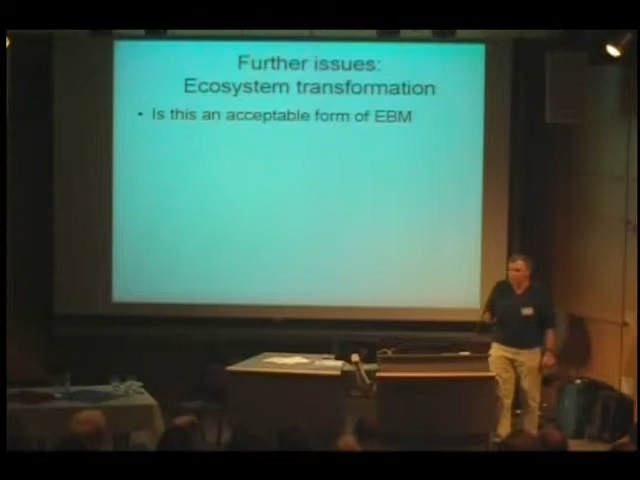 Further issues:
Ecosystem transformation
• Is this an acceptable form of EBM